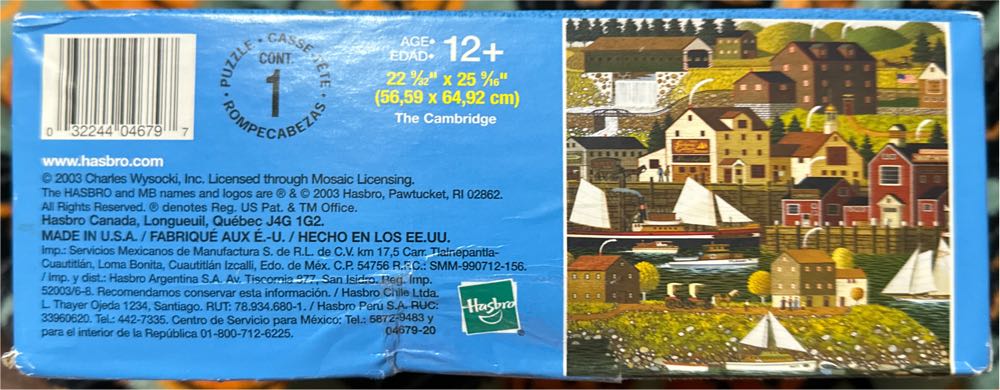 PUZZLE • CASSE-TÊTE • ROMPECABEZAS •
CONT.
1
0 32244 04679 7
AGE•
EDAD• 12+
22 9/32" x 25 9/16"
(56,59 x 64,92 cm)
The Cambridge
www.hasbro.com
© 2003 Charles Wysocki, Inc. Licensed through Mosaic Licensing.
The HASBRO and MB names and logos are ® & © 2003 Hasbro, Pawtucket, RI 02862.
All Rights Reserved. ® denotes Reg. US Pat. & TM Office.
Hasbro Canada, Longueuil, Québec J4G 1G2.
MADE IN U.S.A. / FABRIQUÉ AUX É.-U. / HECHO EN LOS EE.UU.
Imp.: Servicios Mexicanos de Manufactura S. de R.L. de C.V. km 17,5 Carr. Tlalnepantla-
Cuautitlán, Loma Bonita, Cuautitlán Izcalli, Edo. de Méx. C.P. 54756 R.F.C.: SMM-990712-156.
/ Imp. y dist.: Hasbro Argentina S.A. Av. Tiscornia 977, San Isidro. Reg. Imp.
52003/6-8. Recomendamos conservar esta información. / Hasbro Chile Ltda.
L. Thayer Ojeda 1234, Santiago. RUT: 78.934.680-1. / Hasbro Perú S.A. RUC:
33960620. Tel.: 442-7335. Centro de Servicio para México: Tel.: 5872-9483 y
para el interior de la República 01-800-712-6225.
04679-20
Hasbro